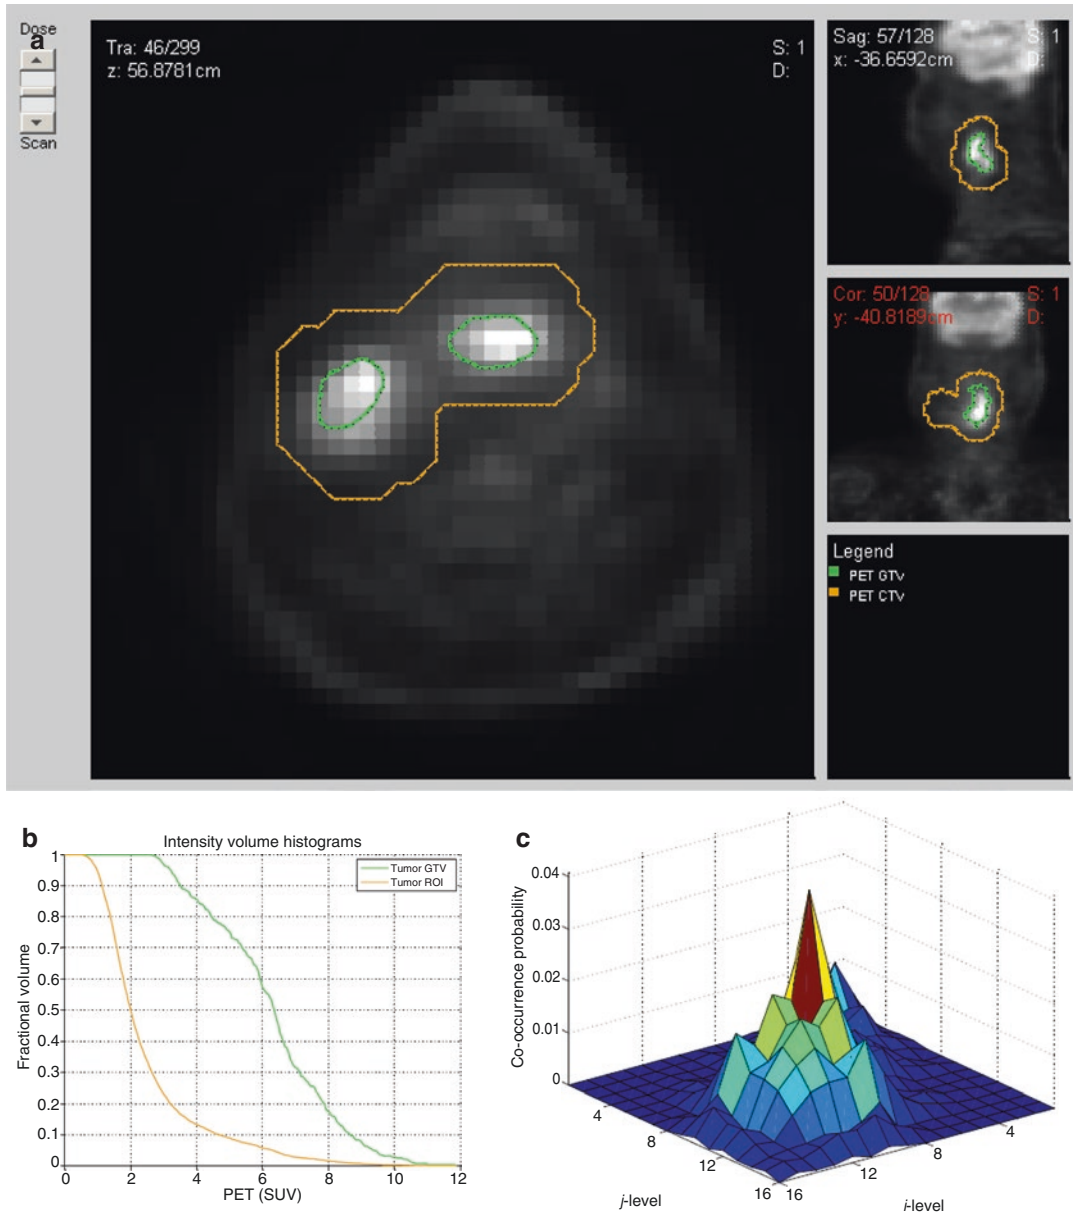 Dose
a
Scan
Tra: 46/299
z: 56.8781cm
S: 1
D:
Sag: 57/128
x: -36.6592cm
S: 1
D:
Cor: 50/128
y: -40.8189cm
S: 1
D:
Legend
PET GTV
PET CTV
b
Intensity volume histograms
Tumor GTV
Tumor ROI
Fractional volume
1
0.9
0.8
0.7
0.6
0.5
0.4
0.3
0.2
0.1
0
0 2 4 6 8 10 12
PET (SUV)
c
Co-occurrence probability
0.04
0.03
0.02
0.01
0
4
8
12
16
j-level
16
12
8
4
i-level